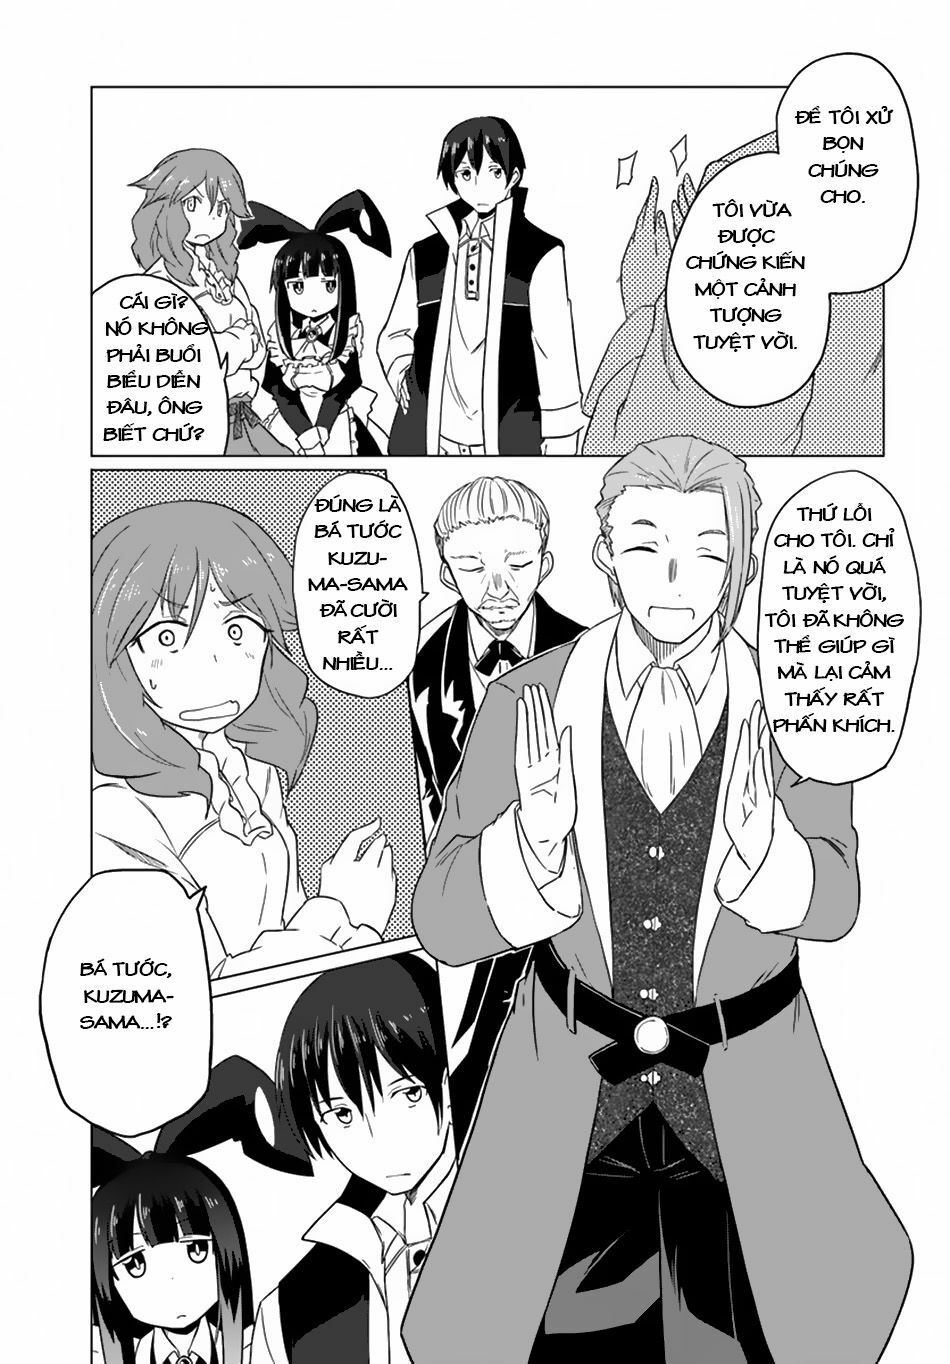 ĐỂ TÔI XỬ
BỌN
CHÚNG
CHO.
TÔI VỪA
ĐƯỢC
CHỨNG KIẾN
MỘT CẢNH
TƯỢNG
TUYỆT VỜI.
CÁI GÌ?
NÓ KHÔNG
PHẢI BUỔI
BIỂU DIỄN
ĐÂU, ÔNG
BIẾT CHỨ?
THỨ LỖI
CHO TÔI. CHỈ
LÀ NÓ QUÁ
TUYỆT VỜI,
TÔI ĐÃ KHÔNG
THỂ GIÚP GÌ
MÀ LẠI CẢM
THẤY RẤT
PHẤN KHÍCH.
ĐÚNG LÀ
BÁ TƯỚC
KUZU-
MA-SAMA
ĐÃ CƯỜI
RẤT
NHIỀU...
BÁ TƯỚC,
KUZUMA-
SAMA...!?